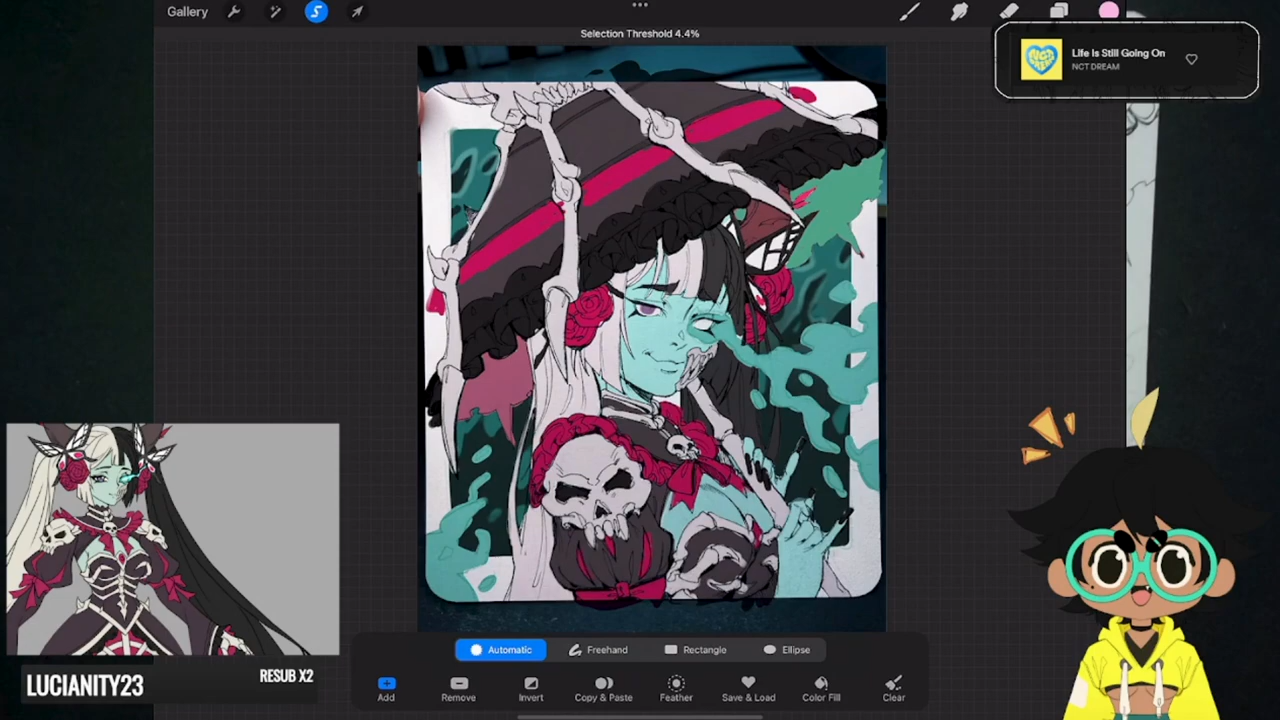 Gallery
Selection Threshold 4.4%
Life Is Still Going On
NCT DREAM
Automatic
Freehand
Rectangle
Ellipse
Add
Remove
Invert
Copy & Paste
Feather
Save & Load
Color Fill
Clear
LUCIANITY23
RESUB X2